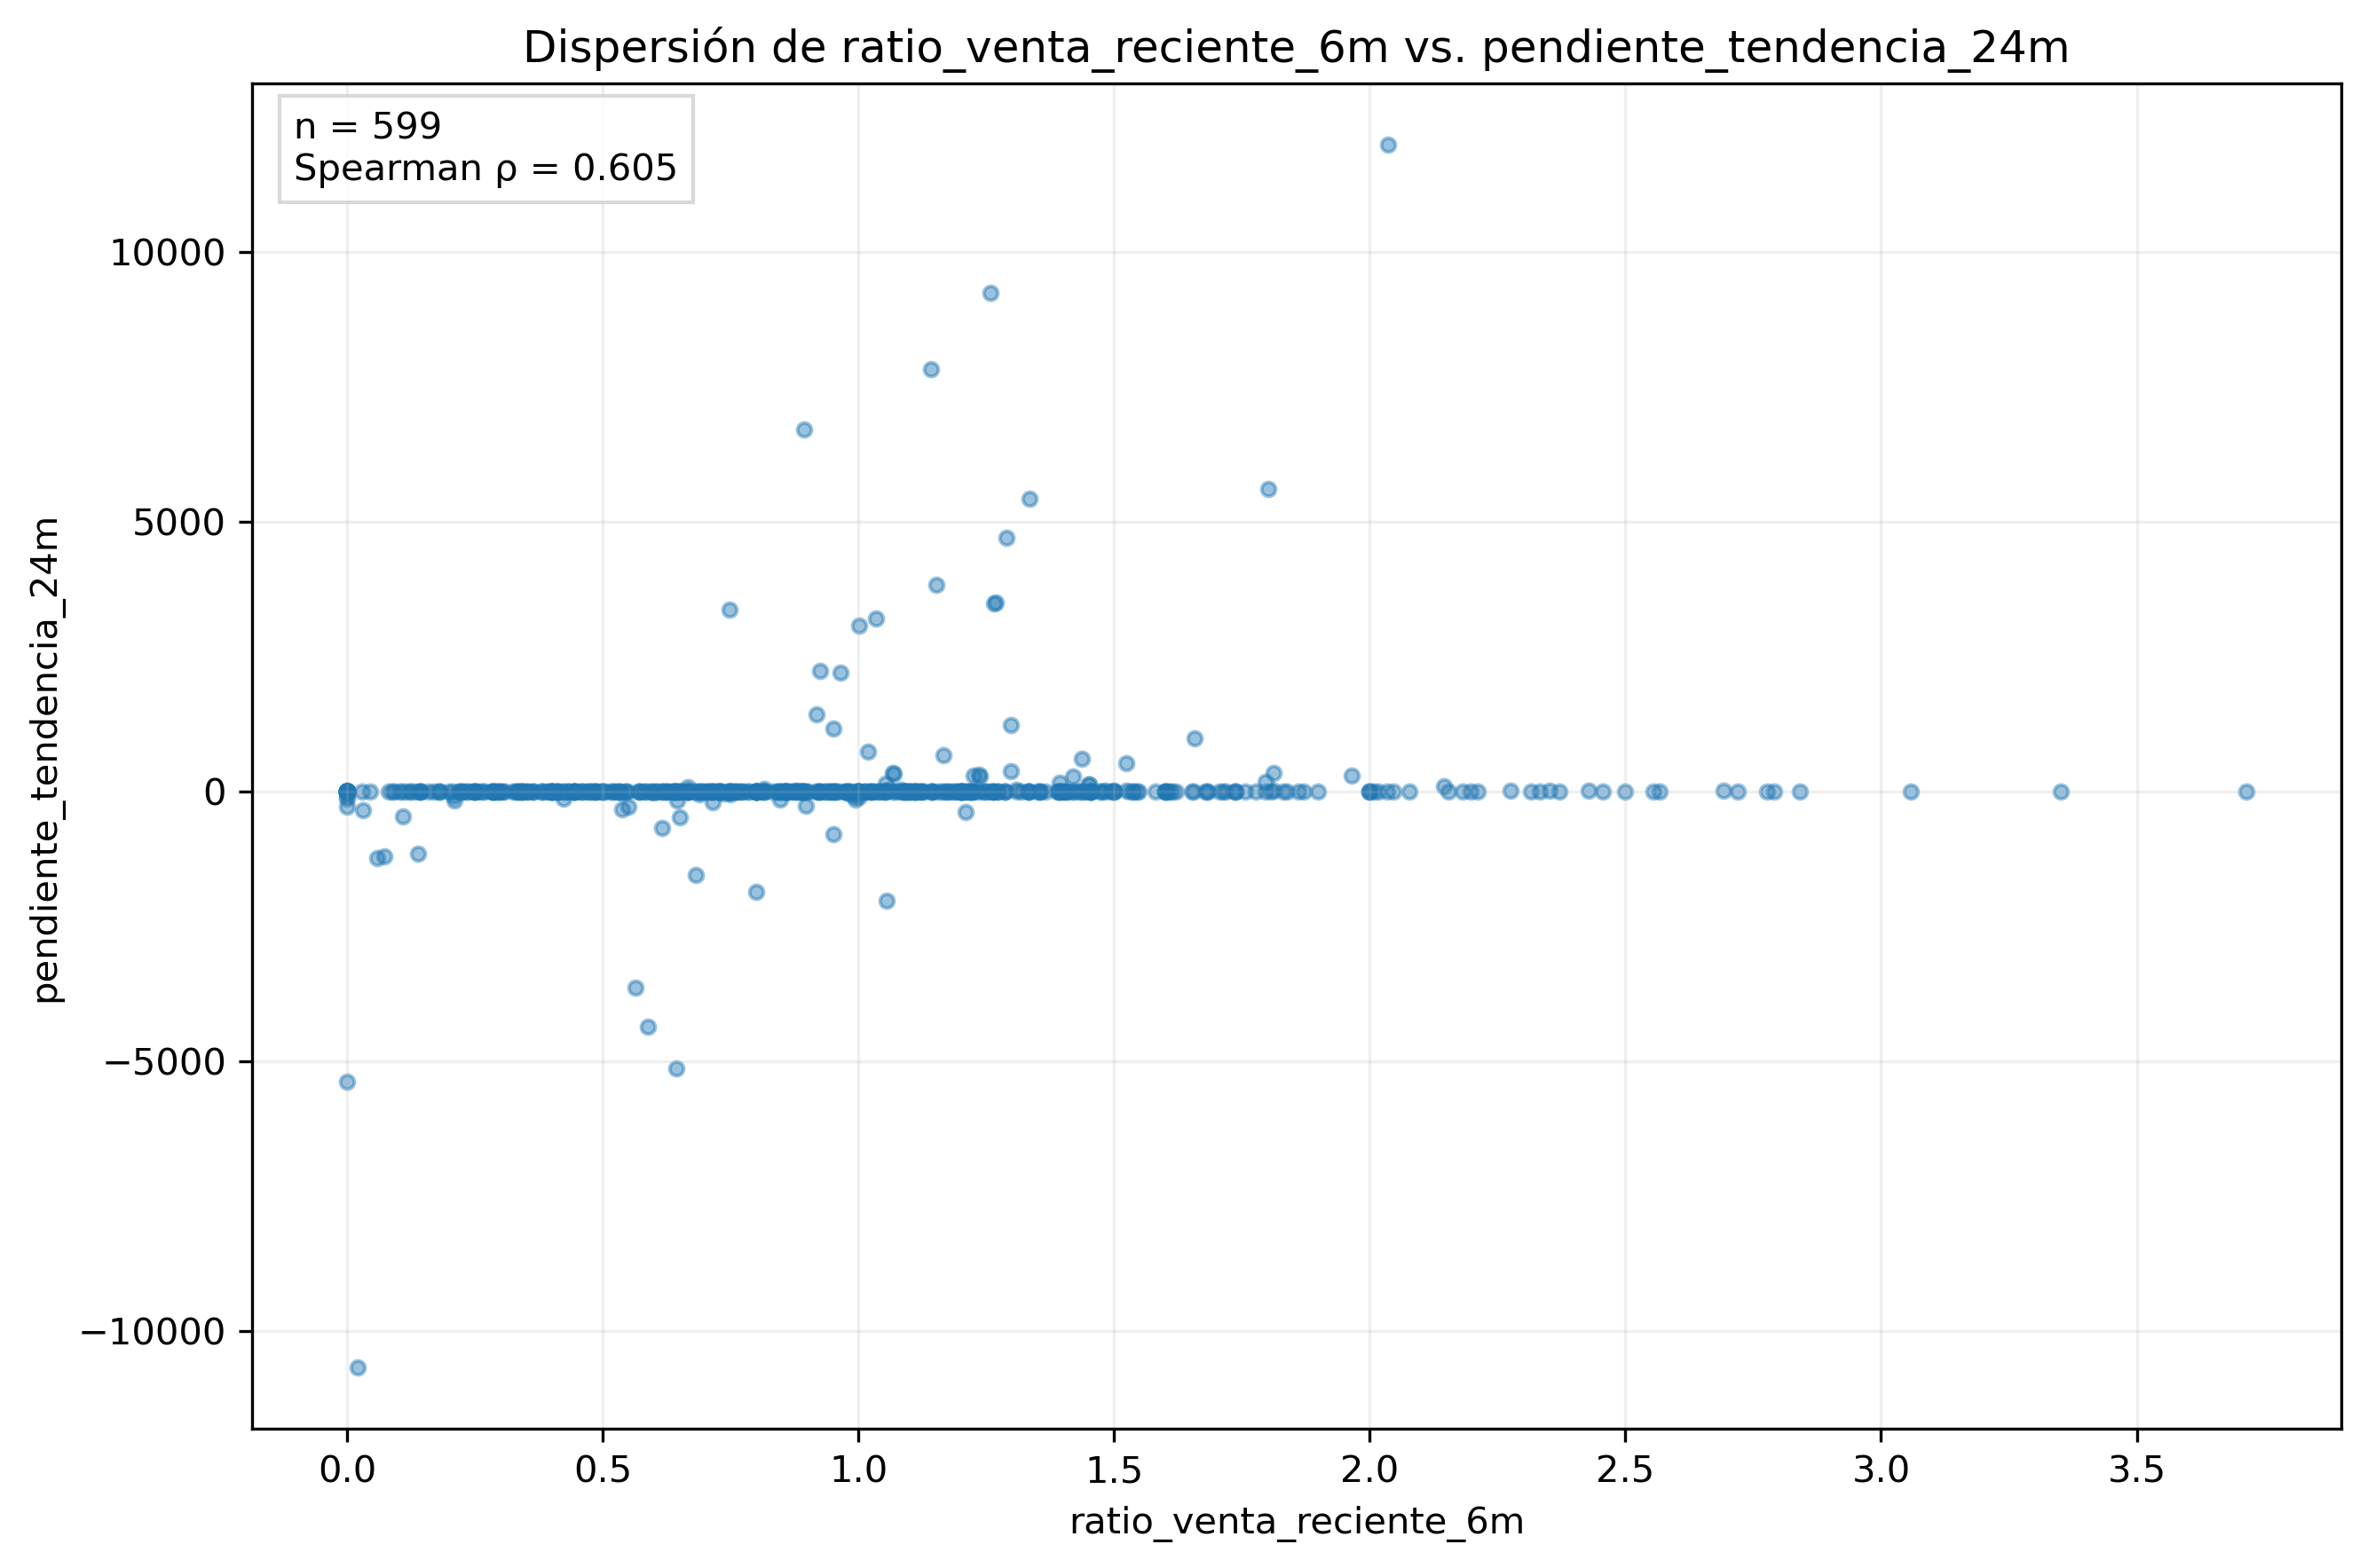 Dispersión de ratio_venta_reciente_6m vs. pendiente_tendencia_24m
n = 599
Spearman ρ = 0.605
10000
5000
0
−5000
−10000
pendiente_tendencia_24m
0.0 0.5 1.0 1.5 2.0 2.5 3.0 3.5
ratio_venta_reciente_6m